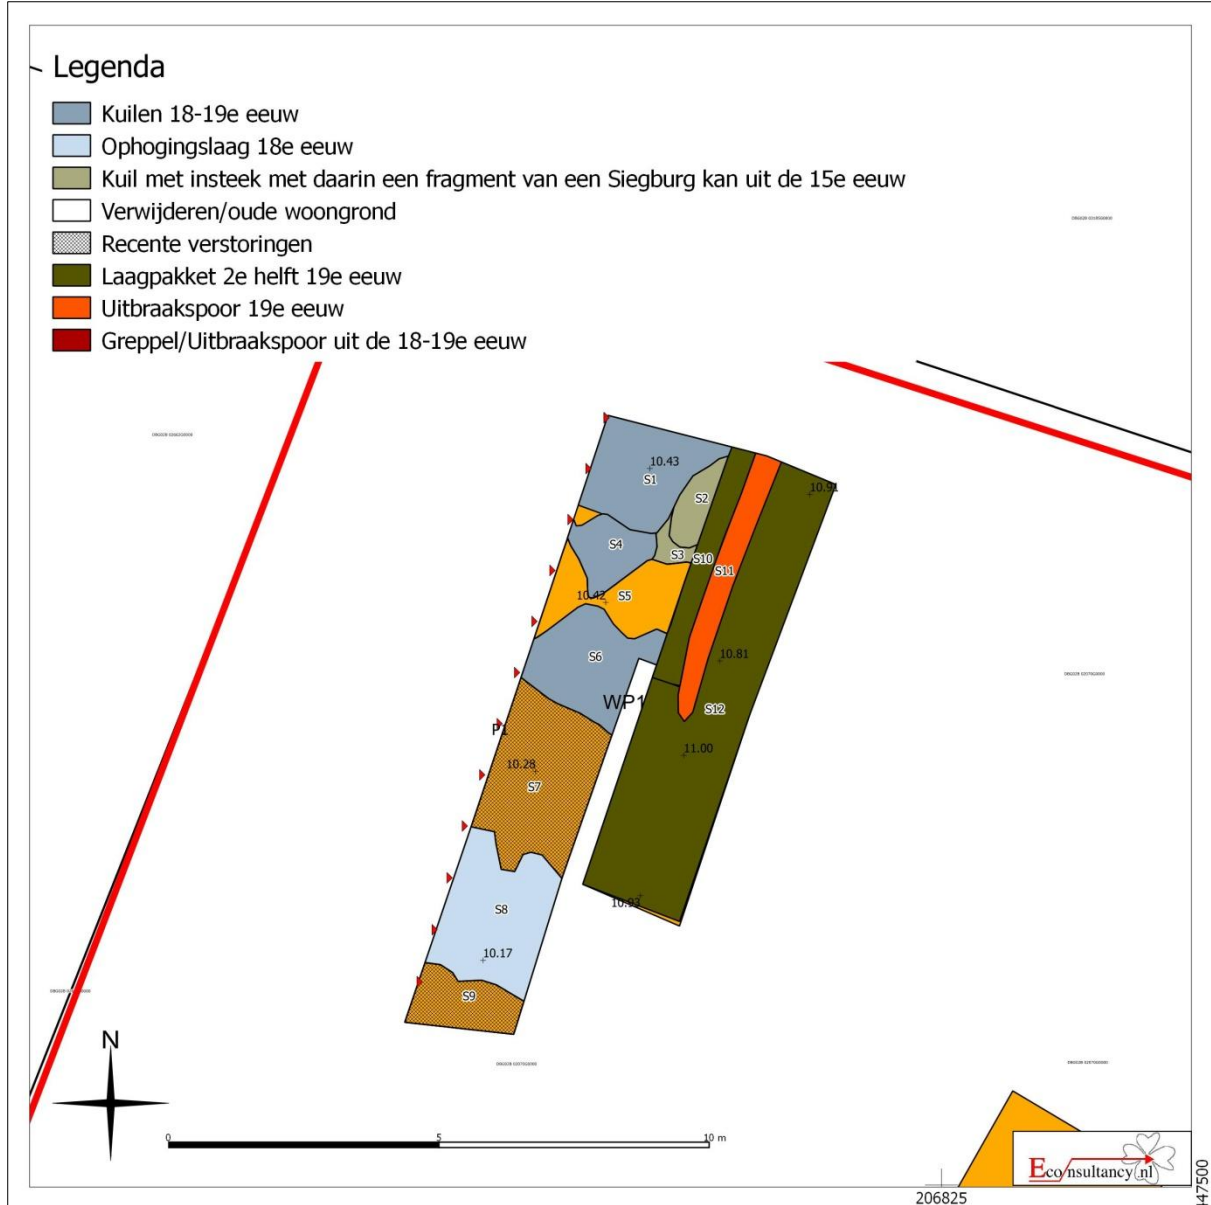 Legenda
Kuilen 18-19e eeuw
Ophogingslaag 18e eeuw
Kuil met insteek met daarin een fragment van een Siegburg kan uit de 15e eeuw
Verwijderen/oude woongrond
Recente verstoringen
Laagpakket 2e helft 19e eeuw
Uitbraakspoor 19e eeuw
Greppel/Uitbraakspoor uit de 18-19e eeuw
10.43
S1
S2
10.91
S4
S3
S10
S11
10.42
S5
S6
10.81
WP1
S12
P1
11.00
10.28
S7
10.93
S8
10.17
S9
N
0
5
10 m
Econsultancy.nl
206825
447500